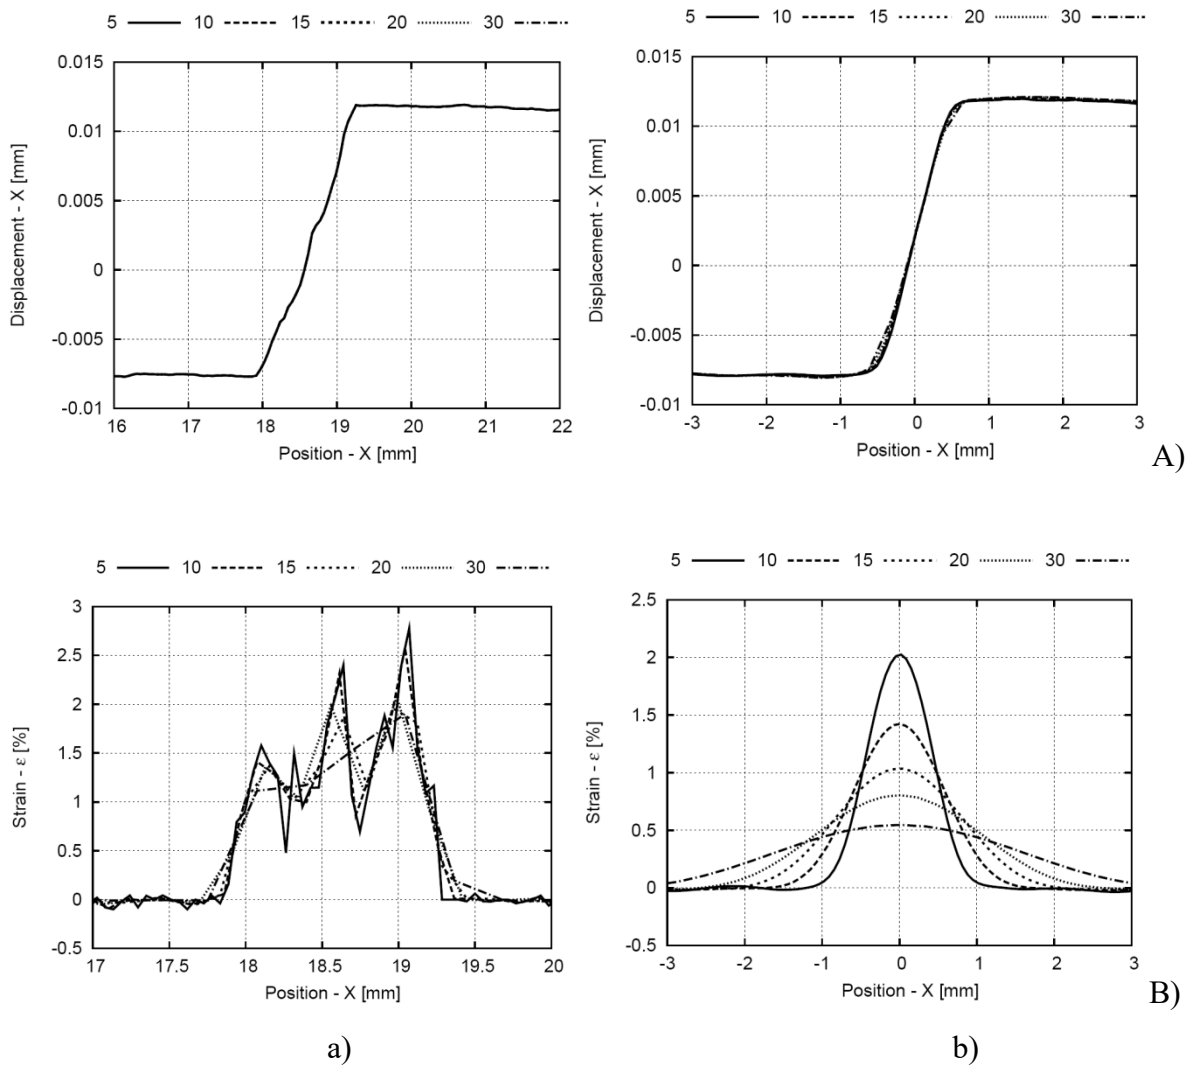 5 10 15 20 30
0.015
0.01
0.005
0
-0.005
-0.01
Displacement - X [mm]
16 17 18 19 20 21 22
Position - X [mm]
5 10 15 20 30
0.015
0.01
0.005
0
-0.005
-0.01
Displacement - X [mm]
-3 -2 -1 0 1 2 3
Position - X [mm]
A)
5 10 15 20 30
3
2.5
2
1.5
1
0.5
0
-0.5
Strain - ε [%]
17 17.5 18 18.5 19 19.5 20
Position - X [mm]
5 10 15 20 30
2.5
2
1.5
1
0.5
0
-0.5
Strain - ε [%]
-3 -2 -1 0 1 2 3
Position - X [mm]
B)
a)
b)